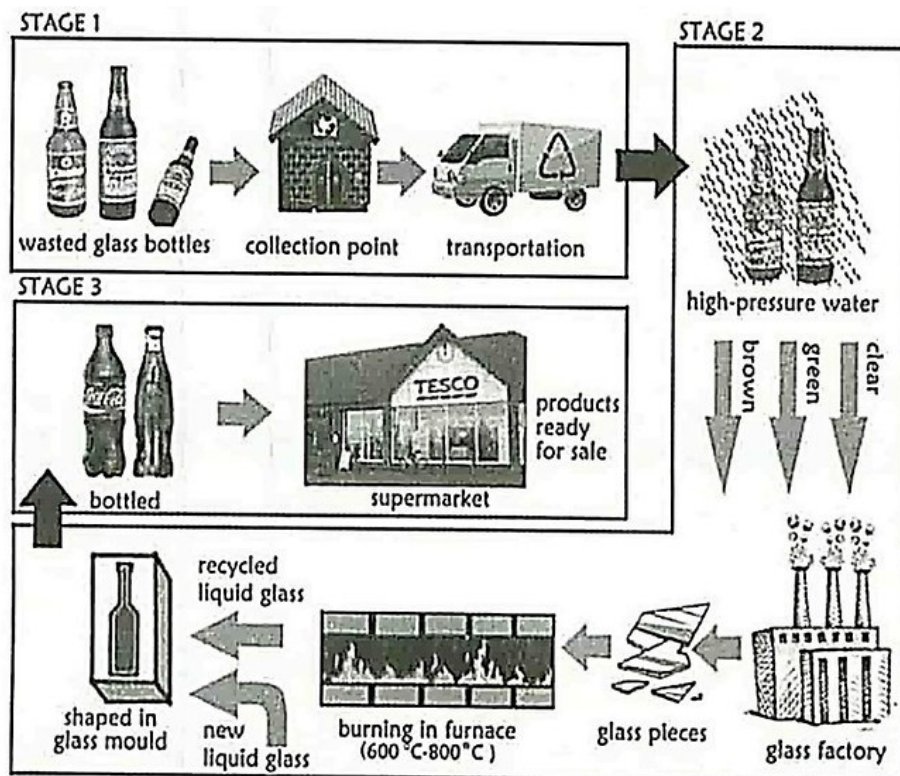 STAGE 1
wasted glass bottles
collection point
transportation
STAGE 2
high-pressure water
brown
green
clear
glass factory
glass pieces
burning in furnace
(600 °C-800 °C)
recycled
liquid glass
new
liquid glass
shaped in
glass mould
STAGE 3
Coca-Cola
bottled
TESCO
supermarket
products
ready
for sale